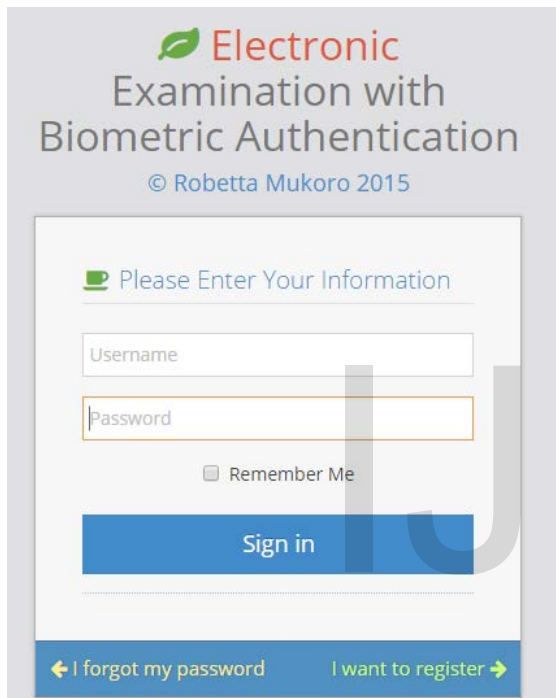 Electronic
Examination with
Biometric Authentication
© Robetta Mukoro 2015
Please Enter Your Information
Username
Password
Remember Me
Sign in
I forgot my password
I want to register
IJ